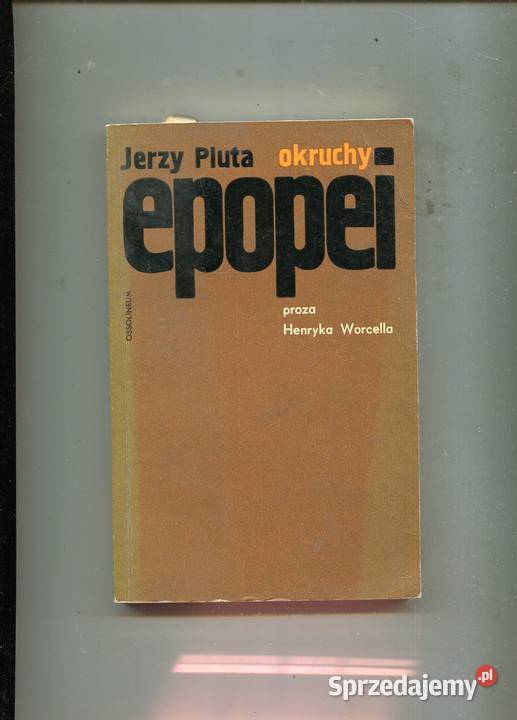 Jerzy Pluta okruchy
epopei
proza
Henryka Worcella
OSSOLINEUM
Sprzedajemy.pl